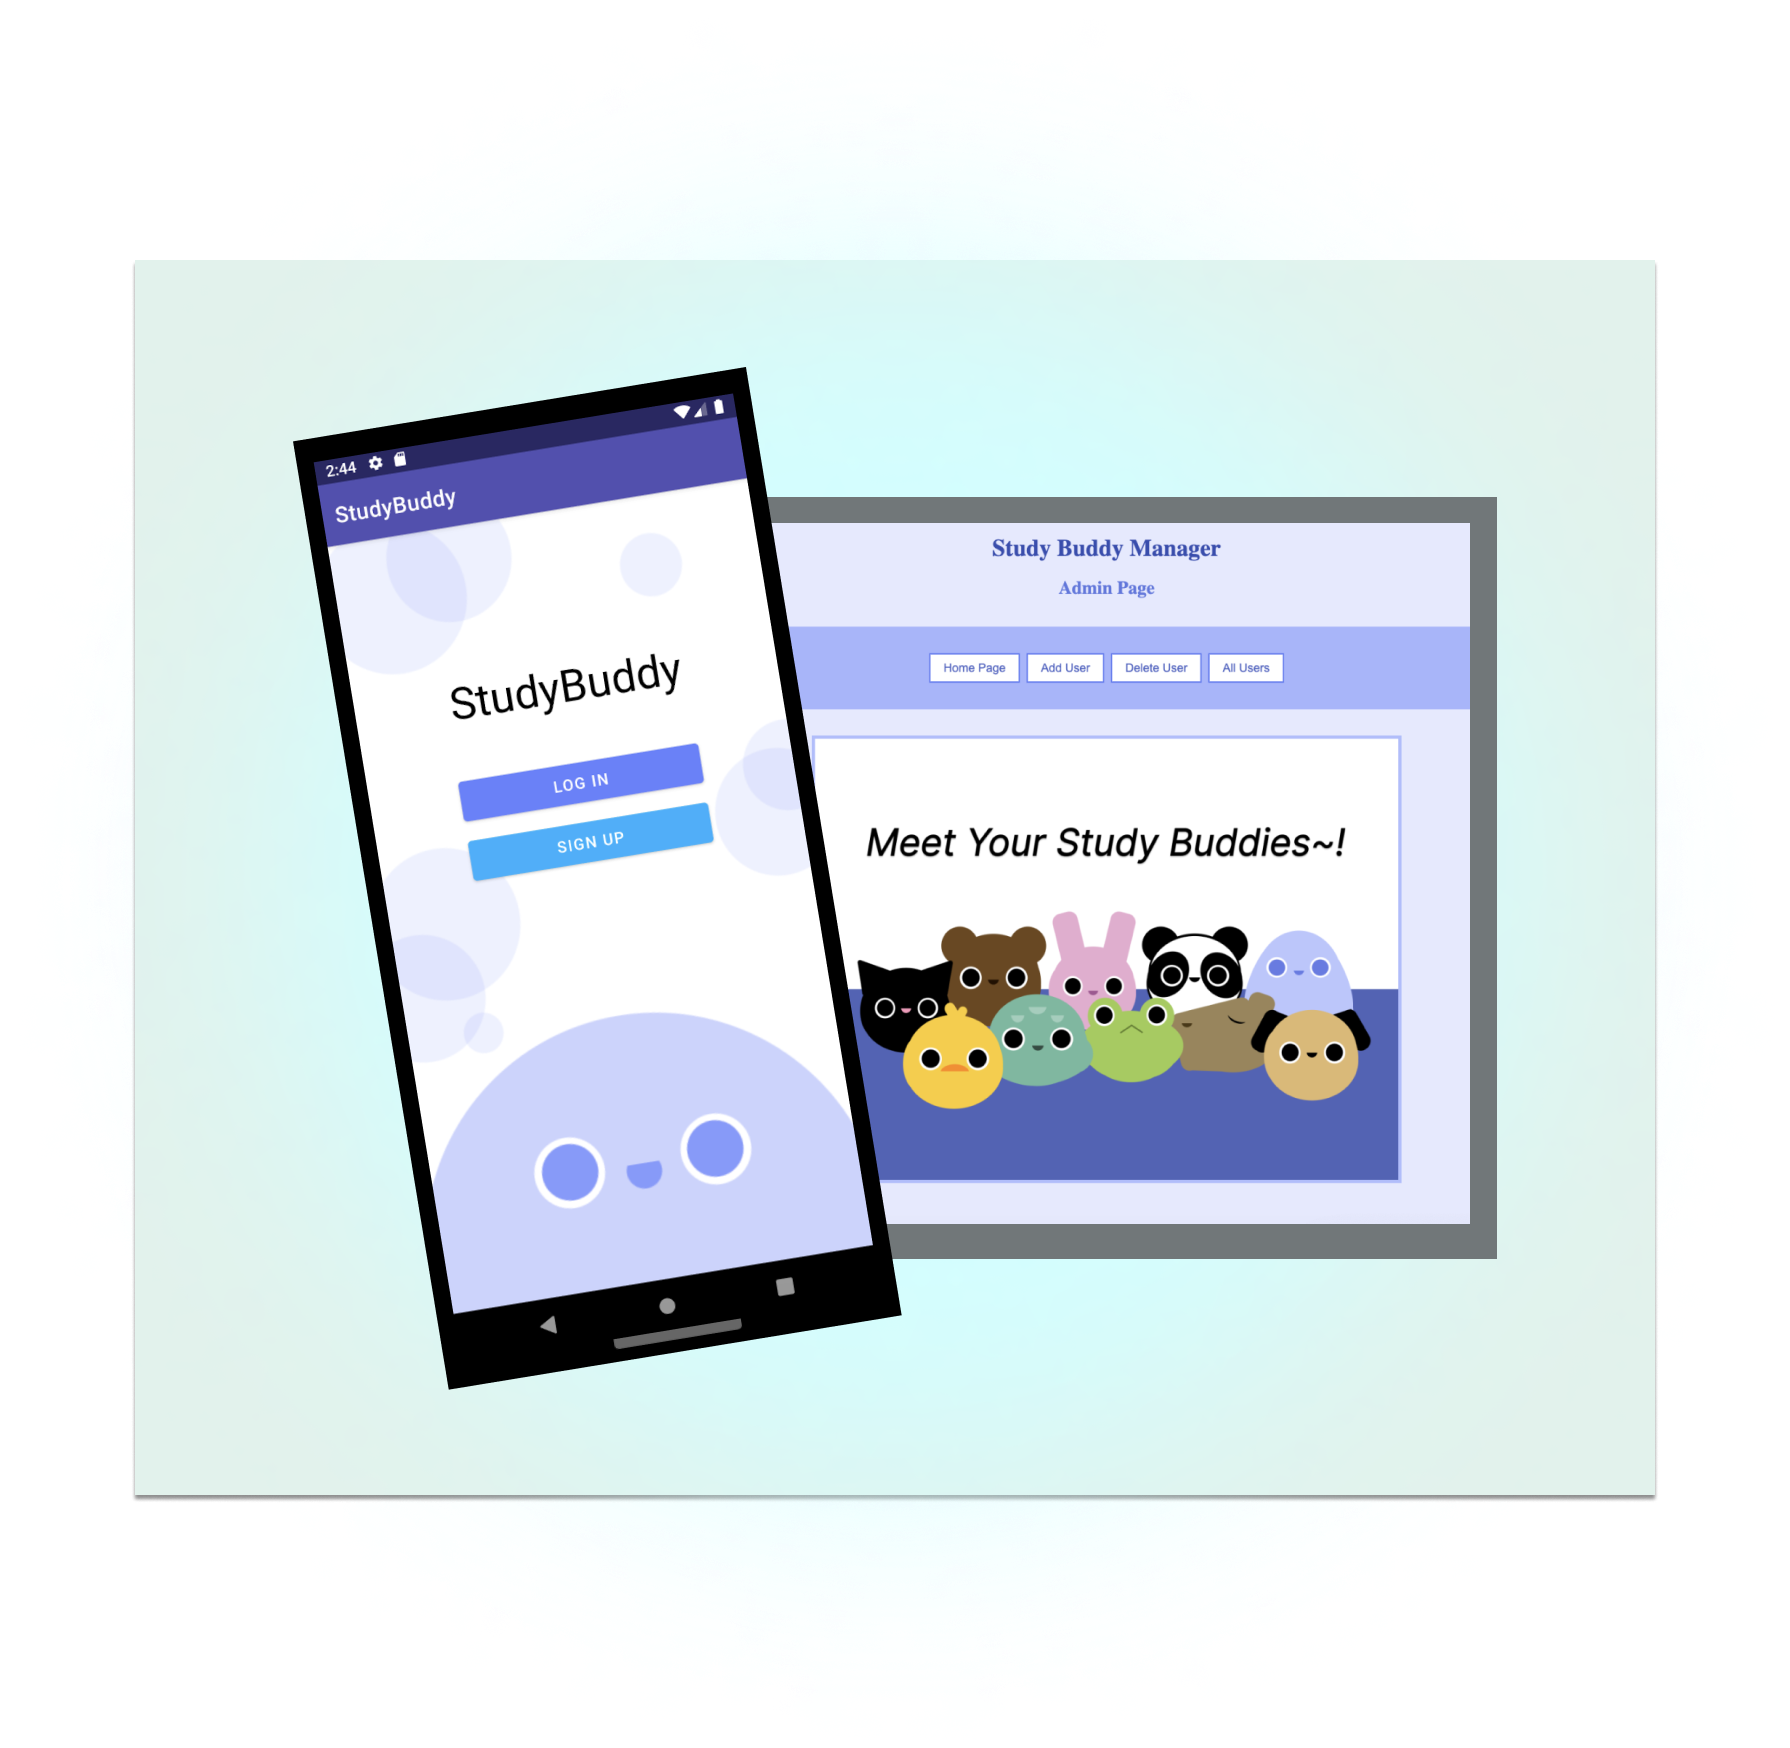 2:44
StudyBuddy
StudyBuddy
LOG IN
SIGN UP
Study Buddy Manager
Admin Page
Home Page Add User Delete User All Users
Meet Your Study Buddies~!